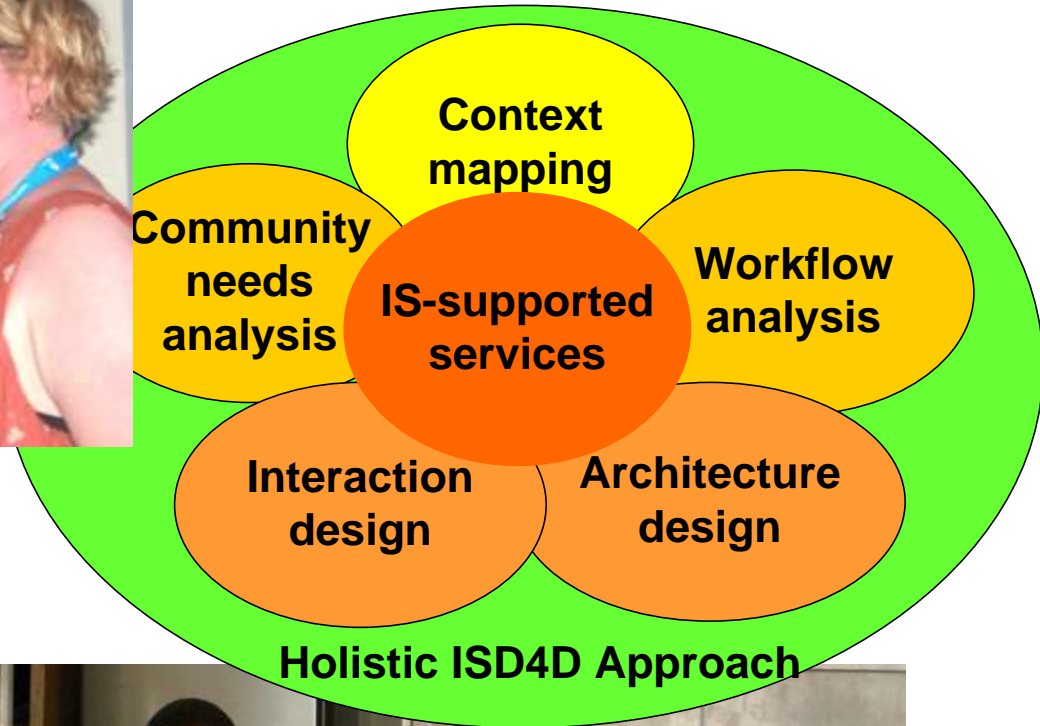 Context
mapping
Community
needs
analysis
IS-supported
services
Workflow
analysis
Interaction
design
Architecture
design
Holistic ISD4D Approach